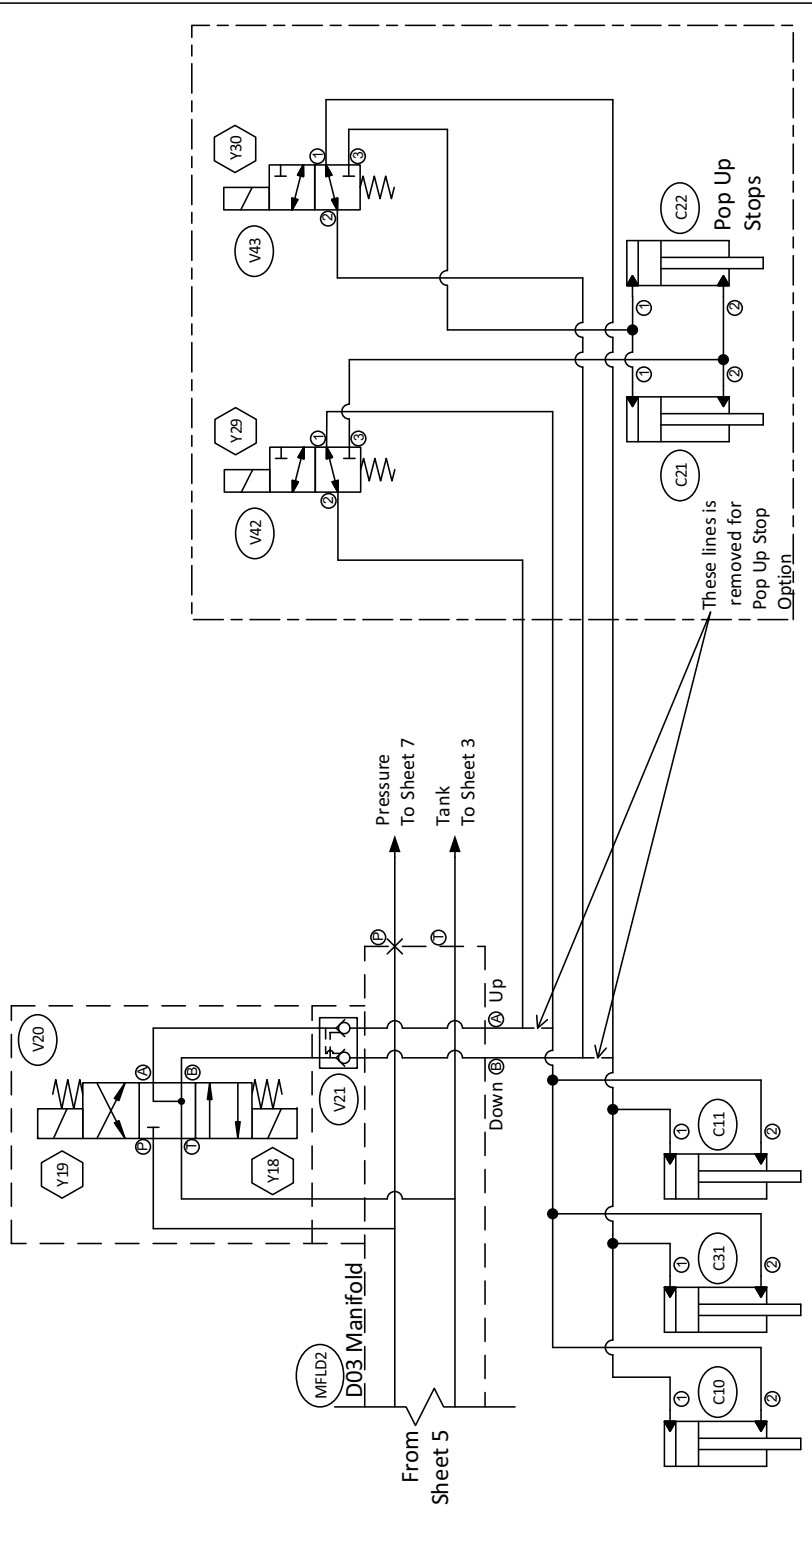 Y19
V20
A
B
P
T
Y18
V21
MFLD2
D03 Manifold
From
Sheet 5
P
T
Pressure
To Sheet 7
Tank
To Sheet 3
A Up
Down B
Y29
V42
1
2
3
Y30
V43
1
2
3
C21
1
2
C22
1
2
Pop Up
Stops
These lines is
removed for
Pop Up Stop
Option
C10
1
2
C31
1
2
C11
1
2